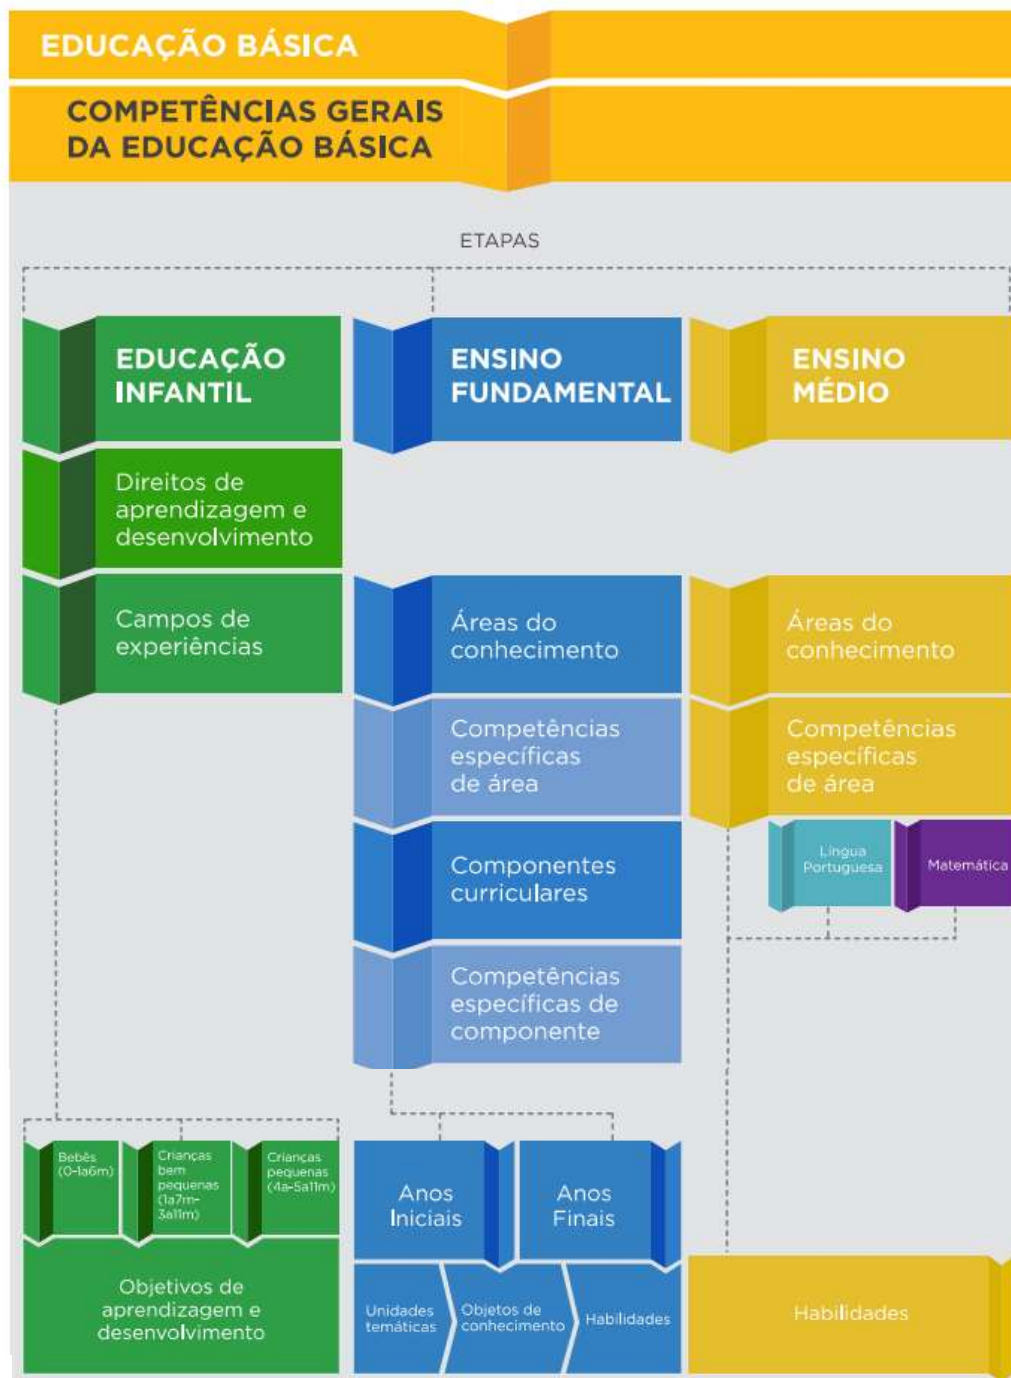 EDUCAÇÃO BÁSICA
COMPETÊNCIAS GERAIS
DA EDUCAÇÃO BÁSICA
ETAPAS
EDUCAÇÃO
INFANTIL
Direitos de
aprendizagem e
desenvolvimento
Campos de
experiências
Bebês
(0-1a6m)
Crianças
bem
pequenas
(1a7m-
3a11m)
Crianças
pequenas
(4a-5a11m)
Objetivos de
aprendizagem e
desenvolvimento
ENSINO
FUNDAMENTAL
Áreas do
conhecimento
Competências
específicas
de área
Componentes
curriculares
Competências
específicas de
componente
Anos
Iniciais
Anos
Finais
Unidades
temáticas
Objetos de
conhecimento
Habilidades
ENSINO
MÉDIO
Áreas do
conhecimento
Competências
específicas
de área
Língua
Portuguesa
Matemática
Habilidades